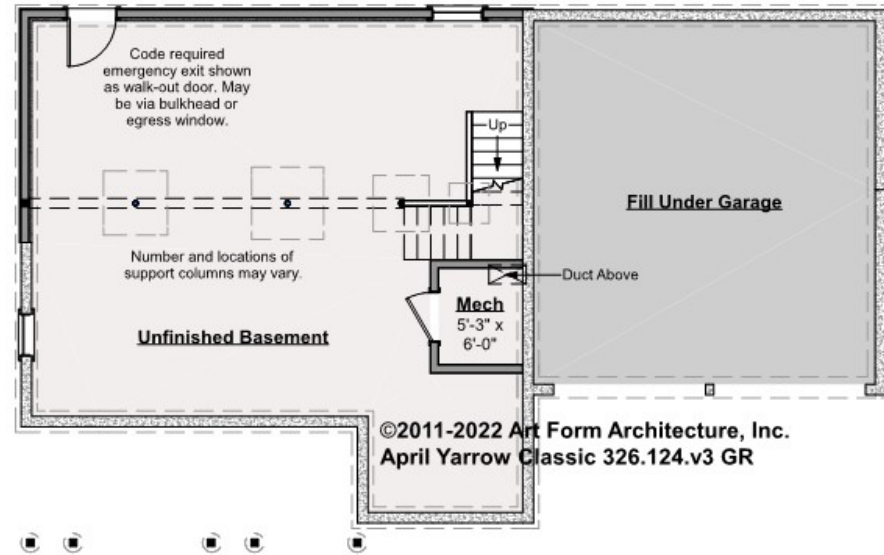 Code required
emergency exit shown
as walk-out door. May
be via bulkhead or
egress window.
Up
Fill Under Garage
Number and locations of
support columns may vary.
Duct Above
Mech
5'-3" x
6'-0"
Unfinished Basement
©2011-2022 Art Form Architecture, Inc.
April Yarrow Classic 326.124.v3 GR